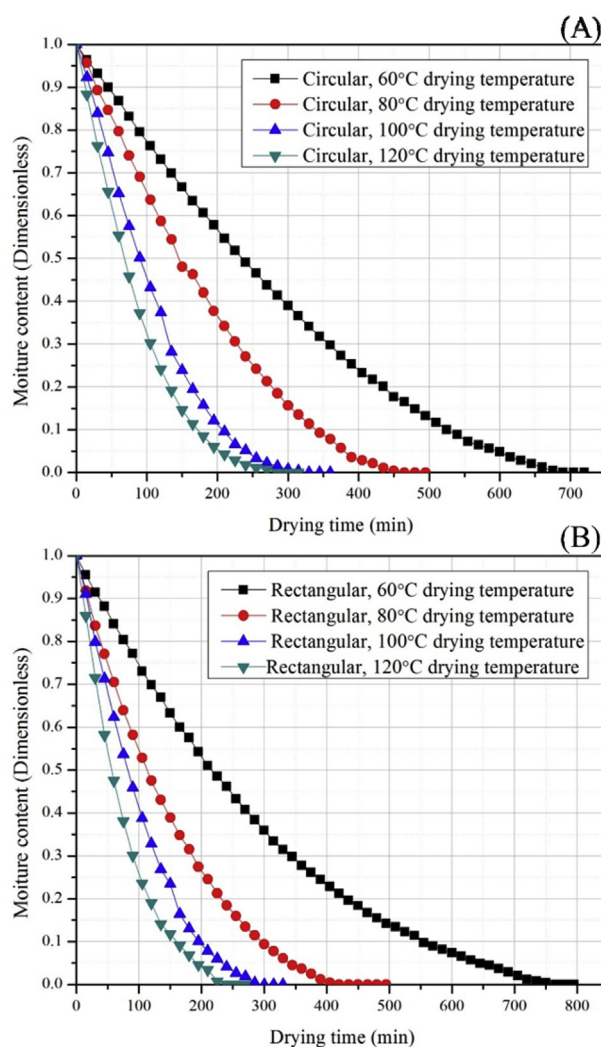 (A)
1.0
0.9
0.8
0.7
0.6
0.5
0.4
0.3
0.2
0.1
0.0
Moiture content (Dimensionless)
Circular, 60°C drying temperature
Circular, 80°C drying temperature
Circular, 100°C drying temperature
Circular, 120°C drying temperature
0 100 200 300 400 500 600 700
Drying time (min)
(B)
1.0
0.9
0.8
0.7
0.6
0.5
0.4
0.3
0.2
0.1
0.0
Moiture content (Dimensionless)
Rectangular, 60°C drying temperature
Rectangular, 80°C drying temperature
Rectangular, 100°C drying temperature
Rectangular, 120°C drying temperature
0 100 200 300 400 500 600 700 800
Drying time (min)